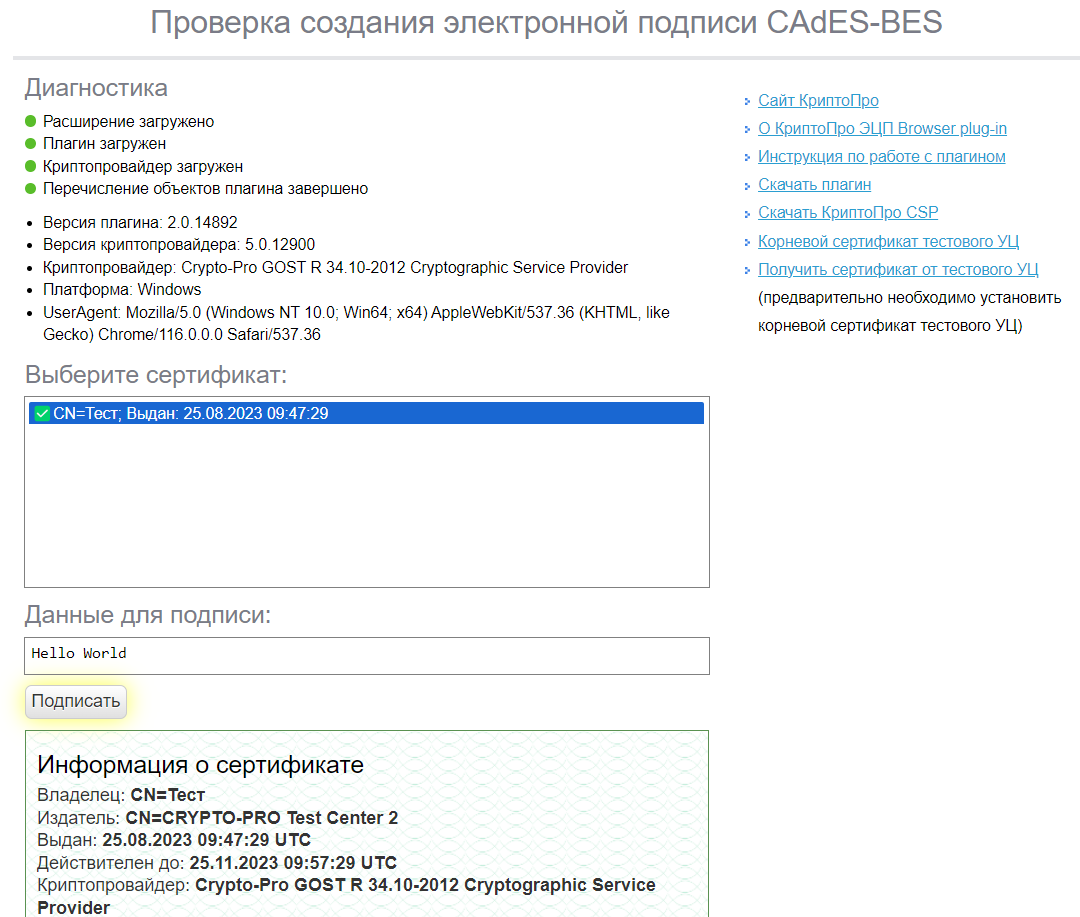 Проверка создания электронной подписи CAdES-BES
Диагностика
Расширение загружено
Плагин загружен
Криптопровайдер загружен
Перечисление объектов плагина завершено
Версия плагина: 2.0.14892
Версия криптопровайдера: 5.0.12900
Криптопровайдер: Crypto-Pro GOST R 34.10-2012 Cryptographic Service Provider
Платформа: Windows
UserAgent: Mozilla/5.0 (Windows NT 10.0; Win64; x64) AppleWebKit/537.36 (KHTML, like
Gecko) Chrome/116.0.0.0 Safari/537.36
Выберите сертификат:
CN=Тест; Выдан: 25.08.2023 09:47:29
Данные для подписи:
Hello World
Подписать
Информация о сертификате
Владелец: CN=Тест
Издатель: CN=CRYPTO-PRO Test Center 2
Выдан: 25.08.2023 09:47:29 UTC
Действителен до: 25.11.2023 09:57:29 UTC
Криптопровайдер: Crypto-Pro GOST R 34.10-2012 Cryptographic Service
Provider
Сайт КриптоПро
О КриптоПро ЭЦП Browser plug-in
Инструкция по работе с плагином
Скачать плагин
Скачать КриптоПро CSP
Корневой сертификат тестового УЦ
Получить сертификат от тестового УЦ
(предварительно необходимо установить
корневой сертификат тестового УЦ)